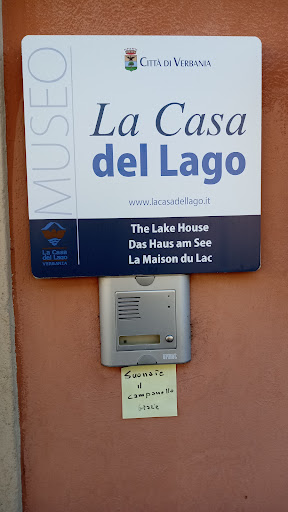 MUSEO
CITTÀ DI VERBANIA
La Casa
del Lago
www.lacasadellago.it
The Lake House
Das Haus am See
La Maison du Lac
La Casa
del Lago
VERBANIA
Suonare
il
campanello